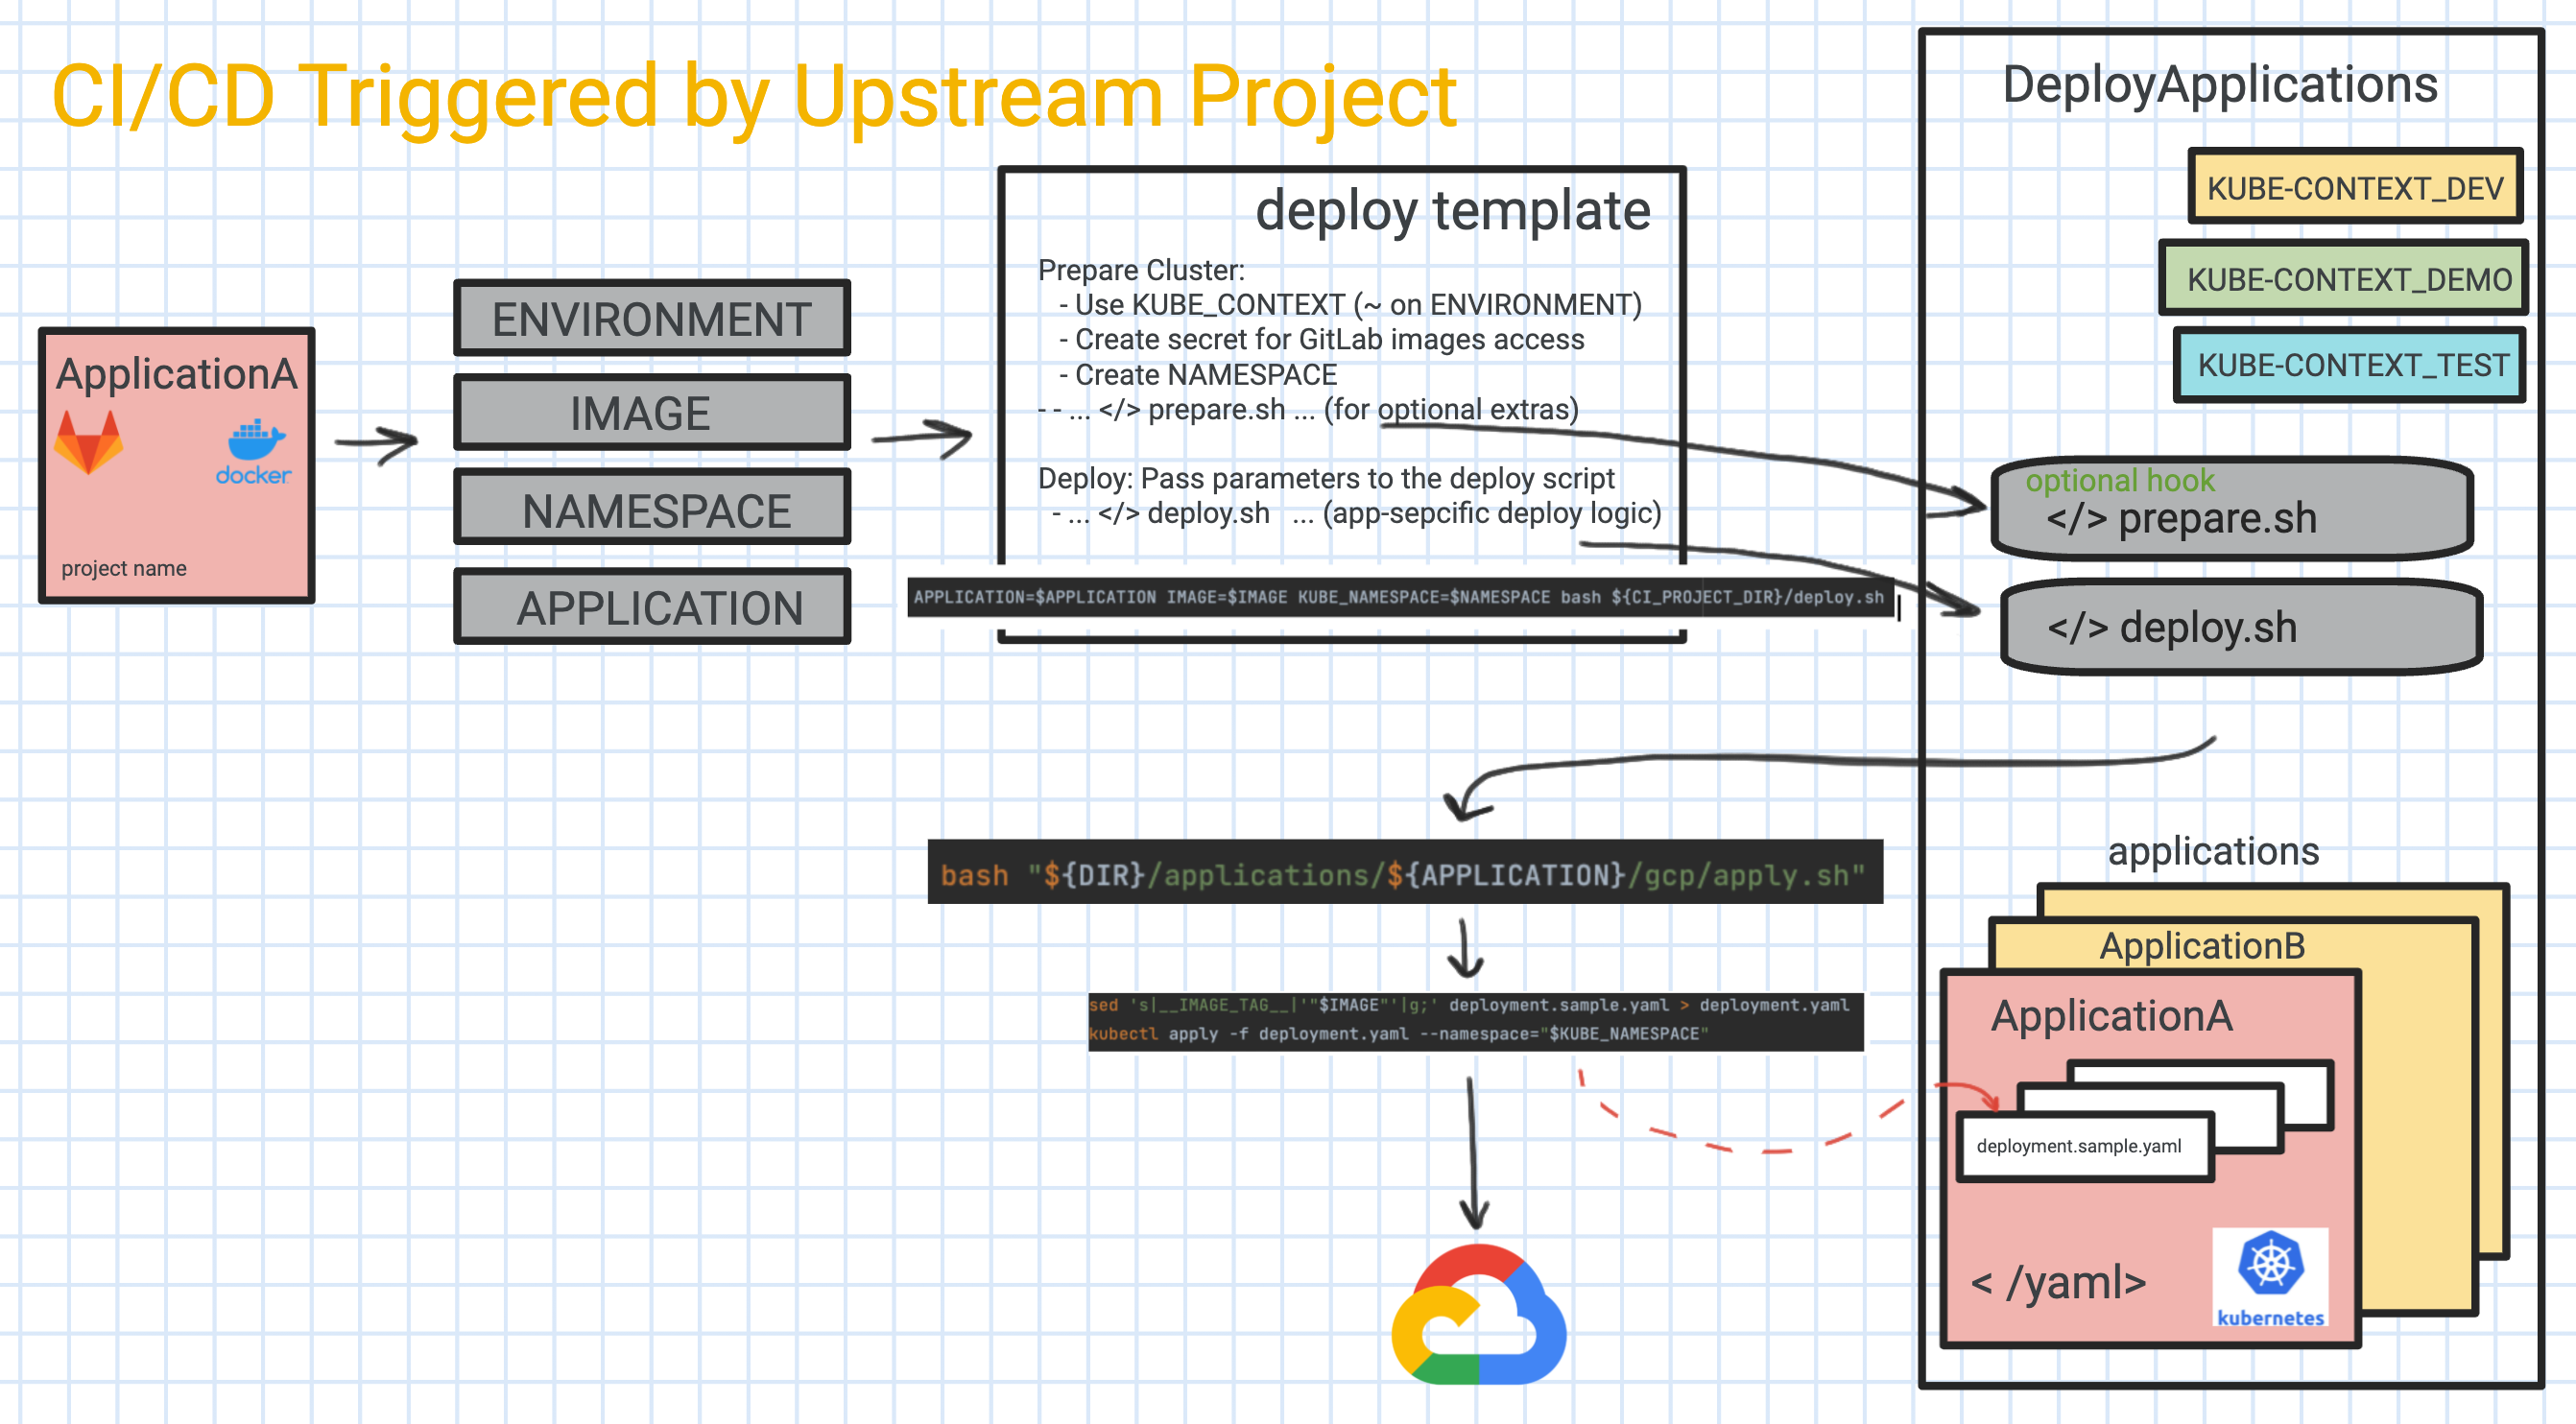 CI/CD Triggered by Upstream Project
ApplicationA
docker
project name
ENVIRONMENT
IMAGE
NAMESPACE
APPLICATION
deploy template
Prepare Cluster:
- Use KUBE_CONTEXT (~ on ENVIRONMENT)
- Create secret for GitLab images access
- Create NAMESPACE
- - ... </> prepare.sh ... (for optional extras)
Deploy: Pass parameters to the deploy script
- ... </> deploy.sh ... (app-sepcific deploy logic)
APPLICATION=$APPLICATION IMAGE=$IMAGE KUBE_NAMESPACE=$NAMESPACE bash ${CI_PROJECT_DIR}/deploy.sh
DeployApplications
KUBE-CONTEXT_DEV
KUBE-CONTEXT_DEMO
KUBE-CONTEXT_TEST
optional hook
</> prepare.sh
</> deploy.sh
bash "${DIR}/applications/${APPLICATION}/gcp/apply.sh"
sed 's|__IMAGE_TAG__|'"$IMAGE"'|g;' deployment.sample.yaml > deployment.yaml
kubectl apply -f deployment.yaml --namespace="$KUBE_NAMESPACE"
applications
ApplicationB
ApplicationA
deployment.sample.yaml
< /yaml>
kubernetes